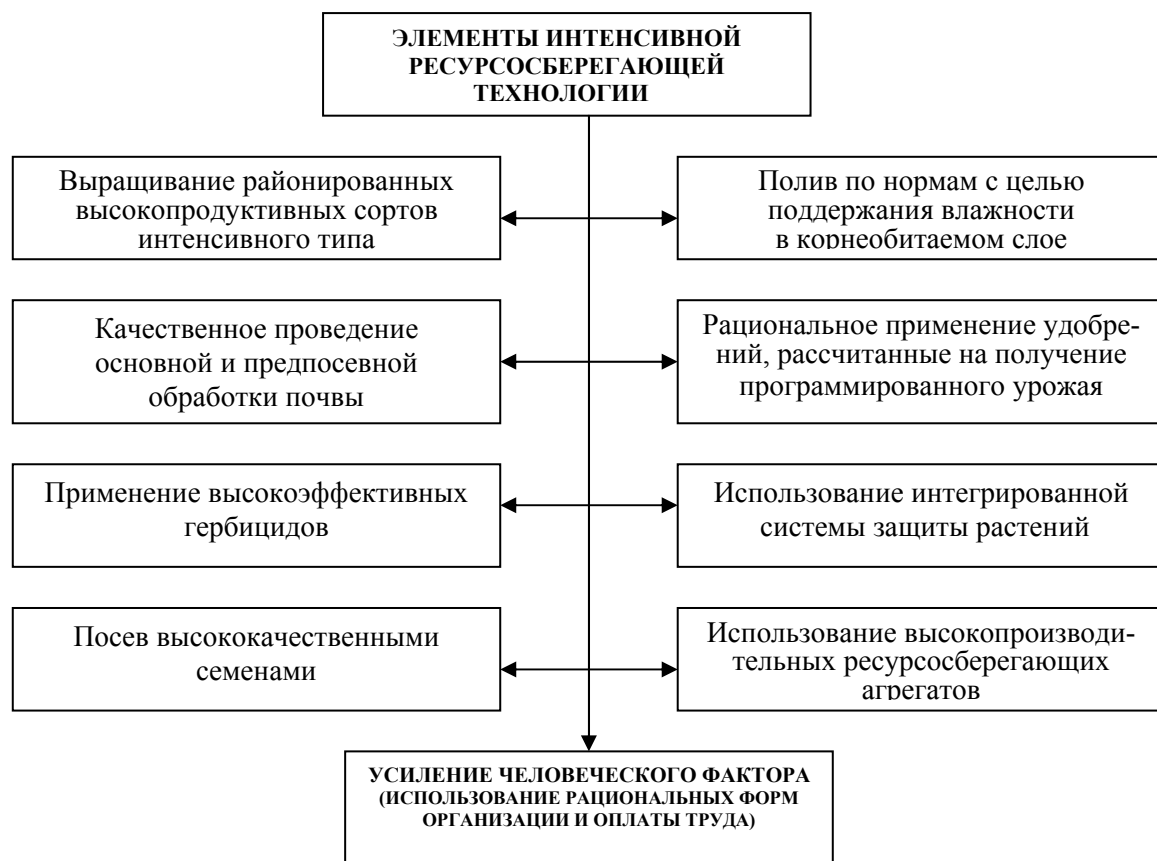 ЭЛЕМЕНТЫ ИНТЕНСИВНОЙ
РЕСУРСОСБЕРЕГАЮЩЕЙ
ТЕХНОЛОГИИ
Выращивание районированных
высокопродуктивных сортов
интенсивного типа
Полив по нормам с целью
поддержания влажности
в корнеобитаемом слое
Качественное проведение
основной и предпосевной
обработки почвы
Рациональное применение удобре-
ний, рассчитанные на получение
программированного урожая
Применение высокоэффективных
гербицидов
Использование интегрированной
системы защиты растений
Посев высококачественными
семенами
Использование высокопроизводи-
тельных ресурсосберегающих
агрегатов
УСИЛЕНИЕ ЧЕЛОВЕЧЕСКОГО ФАКТОРА
(ИСПОЛЬЗОВАНИЕ РАЦИОНАЛЬНЫХ ФОРМ
ОРГАНИЗАЦИИ И ОПЛАТЫ ТРУДА)